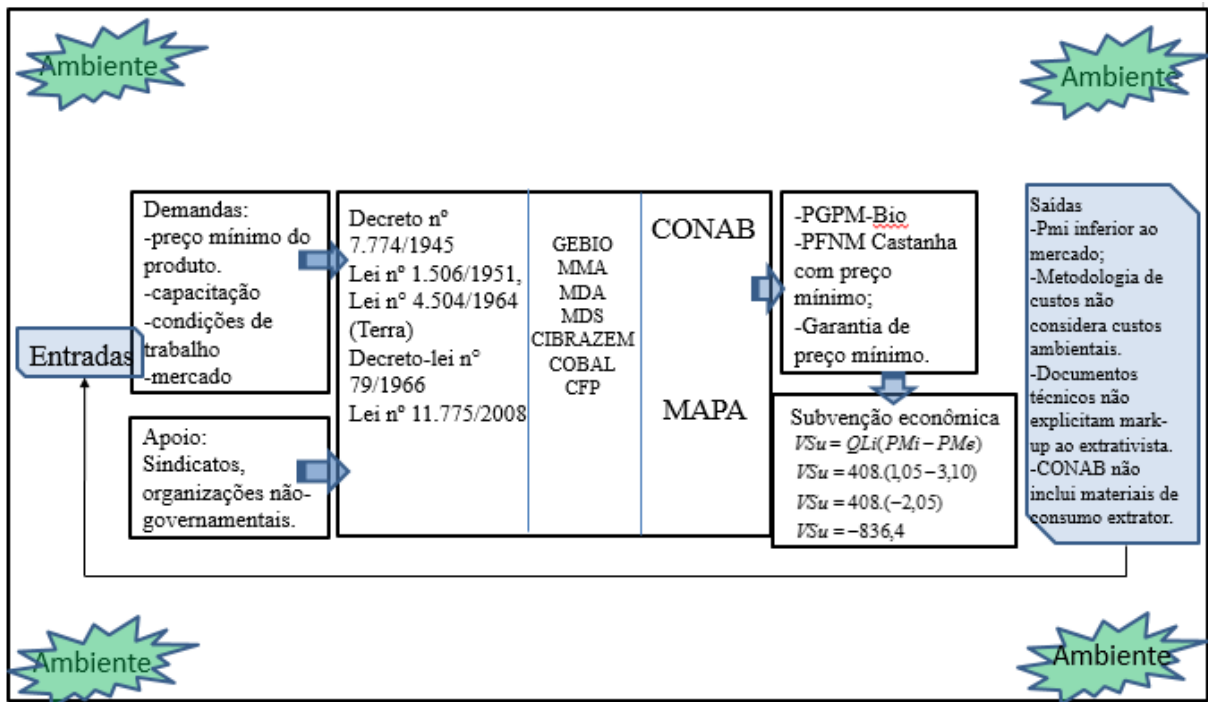 Ambiente
Ambiente
Entradas
Demandas:
-preço mínimo do
produto.
-capacitação
-condições de
trabalho
-mercado
Apoio:
Sindicatos,
organizações não-
governamentais.
Decreto nº
7.774/1945
Lei nº 1.506/1951,
Lei nº 4.504/1964
(Terra)
Decreto-lei nº
79/1966
Lei nº 11.775/2008
GEBIO
MMA
MDA
MDS
CIBRAZEM
COBAL
CFP
CONAB
MAPA
-PGPM-Bio
-PFNM Castanha
com preço
mínimo;
-Garantia de
preço mínimo.
Subvenção econômica
VSu = QLi(PMi − PMe)
VSu = 408.(1,05−3,10)
VSu = 408.(−2,05)
VSu = −836,4
Saídas
-Pmi inferior ao
mercado;
-Metodologia de
custos não
considera custos
ambientais.
-Documentos
técnicos não
explicitam mark-
up ao extrativista.
-CONAB não
inclui materiais de
consumo extrator.
Ambiente
Ambiente